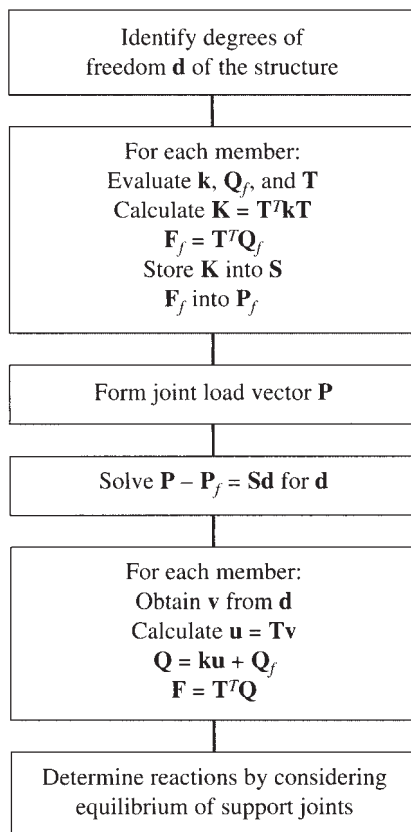 Identify degrees of
freedom d of the structure
For each member:
Evaluate k, Q_f, and T
Calculate K = T^T kT
F_f = T^T Q_f
Store K into S
F_f into P_f
Form joint load vector P
Solve P – P_f = Sd for d
For each member:
Obtain v from d
Calculate u = Tv
Q = ku + Q_f
F = T^T Q
Determine reactions by considering
equilibrium of support joints